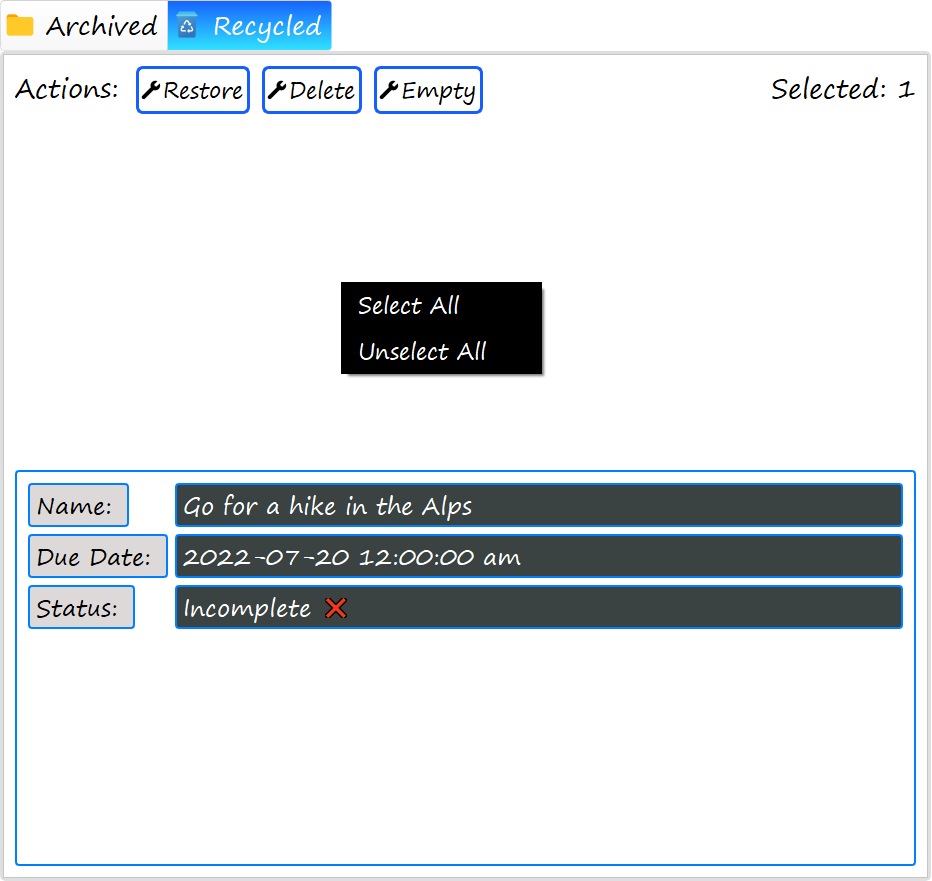 Archived Recycled
Actions: Restore Delete Empty Selected: 1
Select All
Unselect All
Name: Go for a hike in the Alps
Due Date: 2022-07-20 12:00:00 am
Status: Incomplete ❌